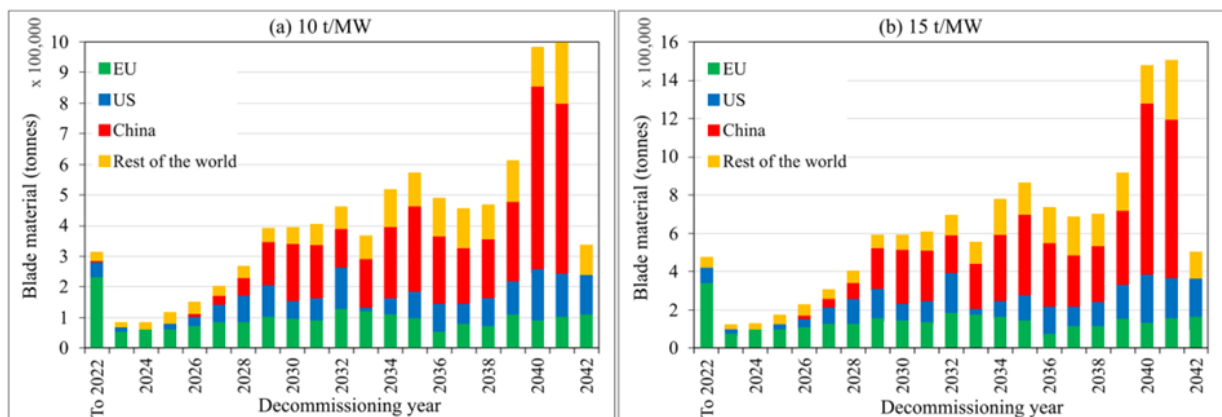 (a) 10 t/MW
x 100,000
Blade material (tonnes)
10
9
8
7
6
5
4
3
2
1
0
EU
US
China
Rest of the world
To 2022
2024
2026
2028
2030
2032
2034
2036
2038
2040
2042
Decommissioning year
(b) 15 t/MW
x 100,000
Blade material (tonnes)
16
14
12
10
8
6
4
2
0
EU
US
China
Rest of the world
To 2022
2024
2026
2028
2030
2032
2034
2036
2038
2040
2042
Decommissioning year